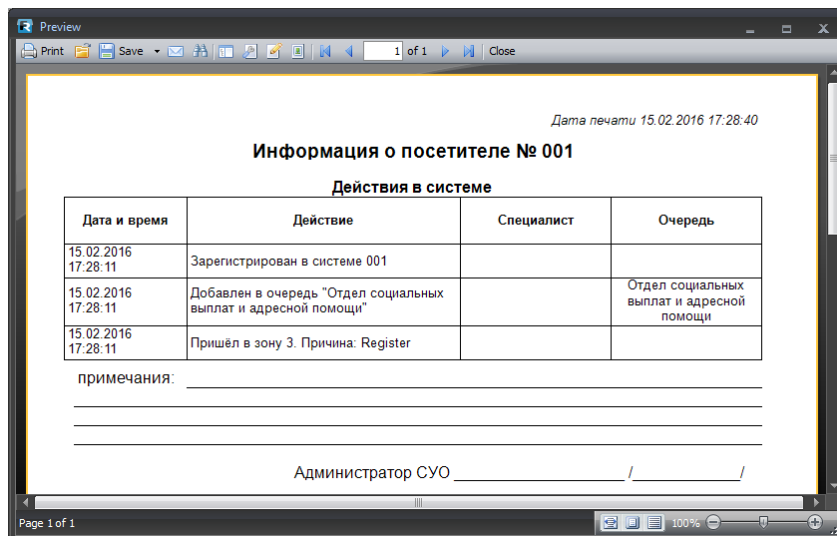 Preview
Print Save 1 of 1 Close
Дата печати 15.02.2016 17:28:40
Информация о посетителе № 001
Действия в системе
Дата и время Действие Специалист Очередь
15.02.2016
17:28:11
Зарегистрирован в системе 001
15.02.2016
17:28:11
Добавлен в очередь "Отдел социальных
выплат и адресной помощи"
Отдел социальных
выплат и адресной
помощи
15.02.2016
17:28:11
Пришёл в зону 3. Причина: Register
примечания:
Администратор СУО / /
Page 1 of 1 100%